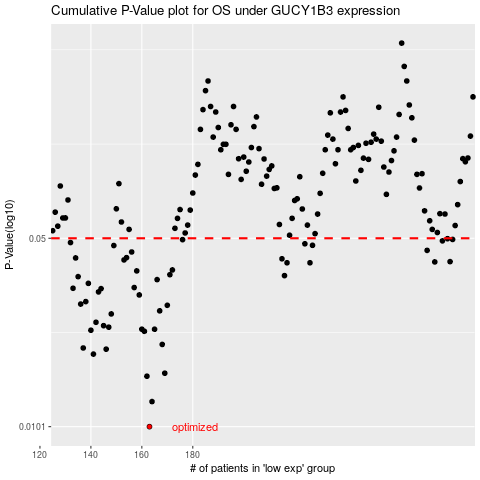 Cumulative P-Value plot for OS under GUCY1B3 expression
P-Value(log10)
0.05
0.0101
optimized
120 140 160 180
# of patients in 'low exp' group